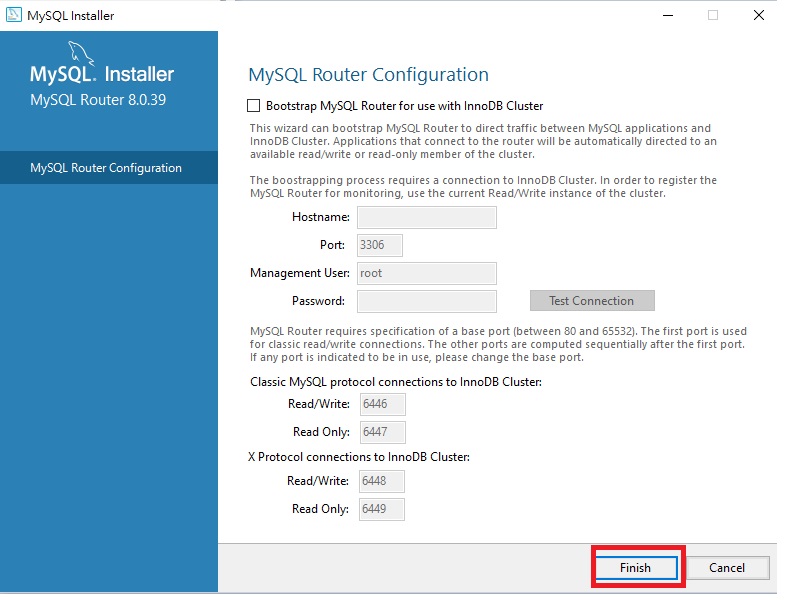 MySQL Installer
MySQL. Installer
MySQL Router 8.0.39
MySQL Router Configuration
MySQL Router Configuration
Bootstrap MySQL Router for use with InnoDB Cluster
This wizard can bootstrap MySQL Router to direct traffic between MySQL applications and
InnoDB Cluster. Applications that connect to the router will be automatically directed to an
available read/write or read-only member of the cluster.
The boostrapping process requires a connection to InnoDB Cluster. In order to register the
MySQL Router for monitoring, use the current Read/Write instance of the cluster.
Hostname:
Port: 3306
Management User: root
Password: Test Connection
MySQL Router requires specification of a base port (between 80 and 65532). The first port is used
for classic read/write connections. The other ports are computed sequentially after the first port.
If any port is indicated to be in use, please change the base port.
Classic MySQL protocol connections to InnoDB Cluster:
Read/Write: 6446
Read Only: 6447
X Protocol connections to InnoDB Cluster:
Read/Write: 6448
Read Only: 6449
Finish Cancel